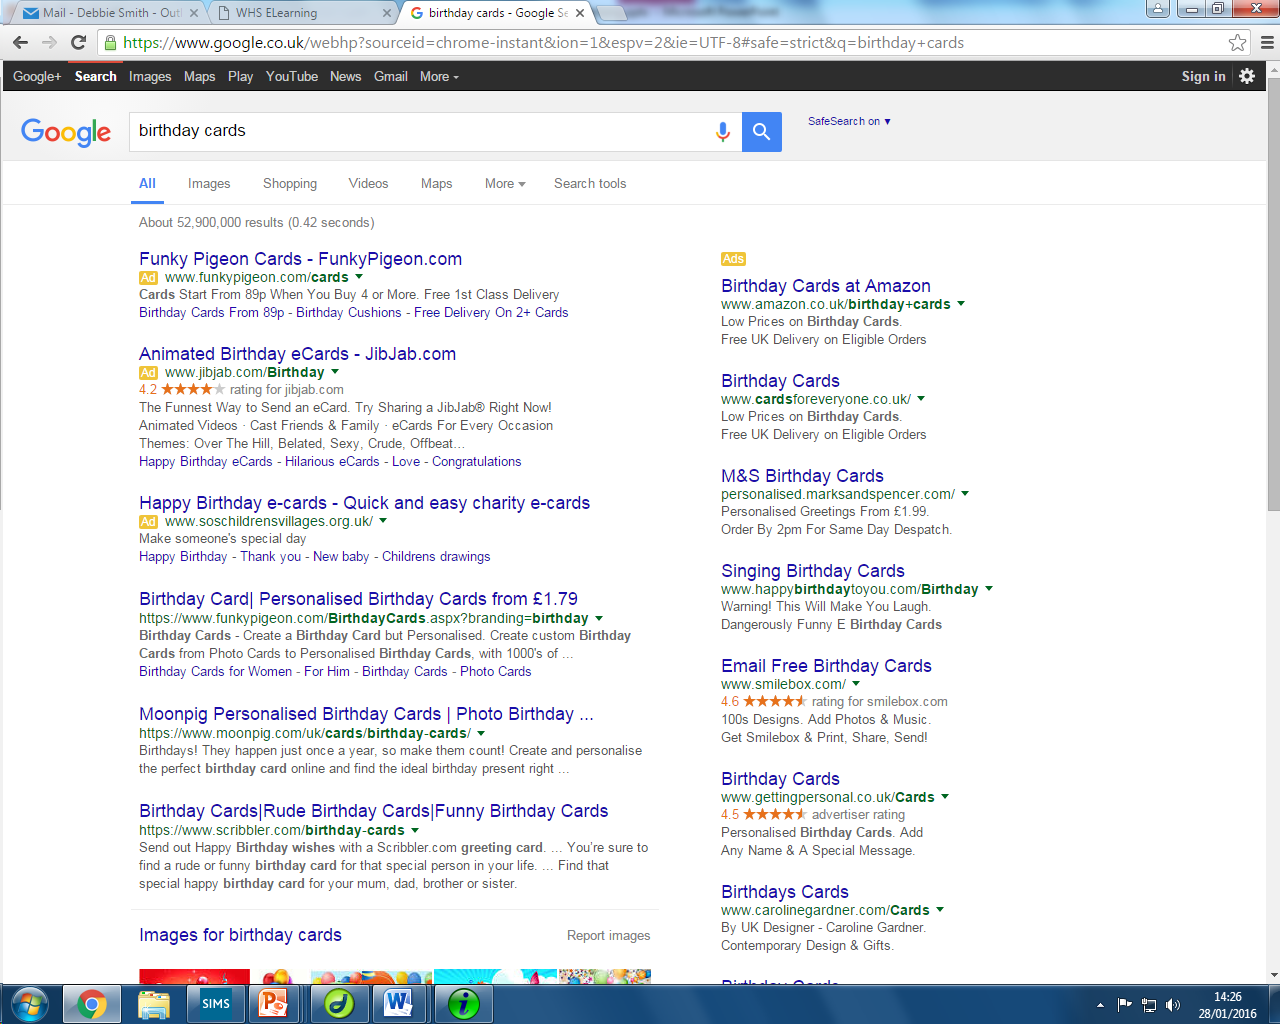 Mail - Debbie Smith - Outl
WHS ELearning
birthday cards - Google Se
https://www.google.co.uk/webhp?sourceid=chrome-instant&ion=1&espv=2&ie=UTF-8#safe=strict&q=birthday+cards
Google+ Search Images Maps Play YouTube News Gmail More Sign in
Google
birthday cards
SafeSearch on
All Images Shopping Videos Maps More Search tools
About 52,900,000 results (0.42 seconds)
Funky Pigeon Cards - FunkyPigeon.com
Ad www.funkypigeon.com/cards
Cards Start From 89p When You Buy 4 or More. Free 1st Class Delivery
Birthday Cards From 89p - Birthday Cushions - Free Delivery On 2+ Cards
Animated Birthday eCards - JibJab.com
Ad www.jibjab.com/Birthday
4.2 ★★★★★ rating for jibjab.com
The Funnest Way to Send an eCard. Try Sharing a JibJab® Right Now!
Animated Videos · Cast Friends & Family · eCards For Every Occasion
Themes: Over The Hill, Belated, Sexy, Crude, Offbeat...
Happy Birthday eCards - Hilarious eCards - Love - Congratulations
Happy Birthday e-cards - Quick and easy charity e-cards
Ad www.soschildrensvillages.org.uk/
Make someone's special day
Happy Birthday - Thank you - New baby - Childrens drawings
Birthday Card| Personalised Birthday Cards from £1.79
https://www.funkypigeon.com/BirthdayCards.aspx?branding=birthday
Birthday Cards - Create a Birthday Card but Personalised. Create custom Birthday
Cards from Photo Cards to Personalised Birthday Cards, with 1000's of ...
Birthday Cards for Women - For Him - Birthday Cards - Photo Cards
Moonpig Personalised Birthday Cards | Photo Birthday ...
https://www.moonpig.com/uk/cards/birthday-cards/
Birthdays! They happen just once a year, so make them count! Create and personalise
the perfect birthday card online and find the ideal birthday present right ...
Birthday Cards|Rude Birthday Cards|Funny Birthday Cards
https://www.scribbler.com/birthday-cards
Send out Happy Birthday wishes with a Scribbler.com greeting card. ... You're sure to
find a rude or funny birthday card for that special person in your life. ... Find that
special happy birthday card for your mum, dad, brother or sister.
Images for birthday cards
Report images
Ads
Birthday Cards at Amazon
www.amazon.co.uk/birthday+cards
Low Prices on Birthday Cards.
Free UK Delivery on Eligible Orders
Birthday Cards
www.cardsforeveryone.co.uk/
Low Prices on Birthday Cards.
Free UK Delivery on Eligible Orders
M&S Birthday Cards
personalised.marksandspencer.com/
Personalised Greetings From £1.99.
Order By 2pm For Same Day Despatch.
Singing Birthday Cards
www.happybirthdaytoyou.com/Birthday
Warning! This Will Make You Laugh.
Dangerously Funny E Birthday Cards
Email Free Birthday Cards
www.smilebox.com/
4.6 ★★★★★ rating for smilebox.com
100s Designs. Add Photos & Music.
Get Smilebox & Print, Share, Send!
Birthday Cards
www.gettingpersonal.co.uk/Cards
4.5 ★★★★★ advertiser rating
Personalised Birthday Cards. Add
Any Name & A Special Message.
Birthdays Cards
www.carolinegardner.com/Cards
By UK Designer - Caroline Gardner.
Contemporary Design & Gifts.
Birthday Cards
SIMS
14:26
28/01/2016